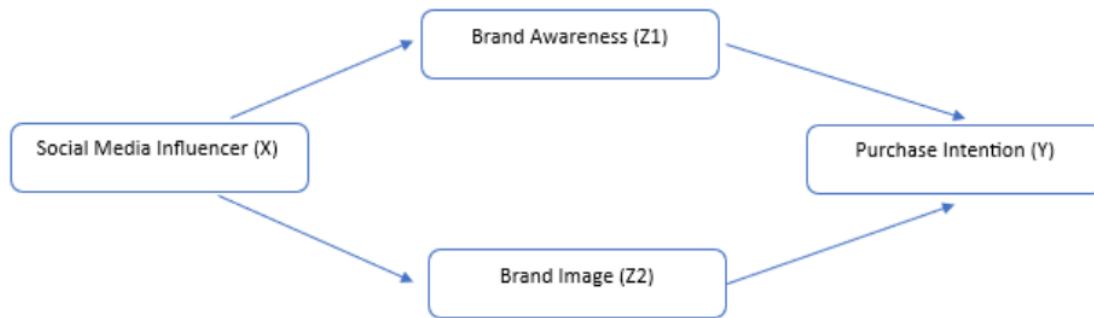 Brand Awareness (Z1)
Social Media Influencer (X)
Purchase Intention (Y)
Brand Image (Z2)